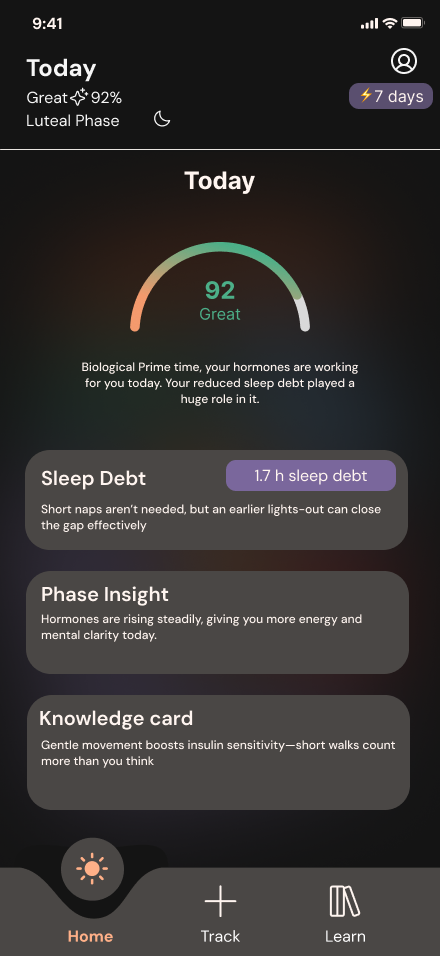 9:41
Today
Great 92%
⚡7 days
Luteal Phase
Today
92
Great
Biological Prime time, your hormones are working
for you today. Your reduced sleep debt played a
huge role in it.
Sleep Debt
1.7 h sleep debt
Short naps aren’t needed, but an earlier lights-out can close
the gap effectively
Phase Insight
Hormones are rising steadily, giving you more energy and
mental clarity today.
Knowledge card
Gentle movement boosts insulin sensitivity—short walks count
more than you think
Home
Track
Learn